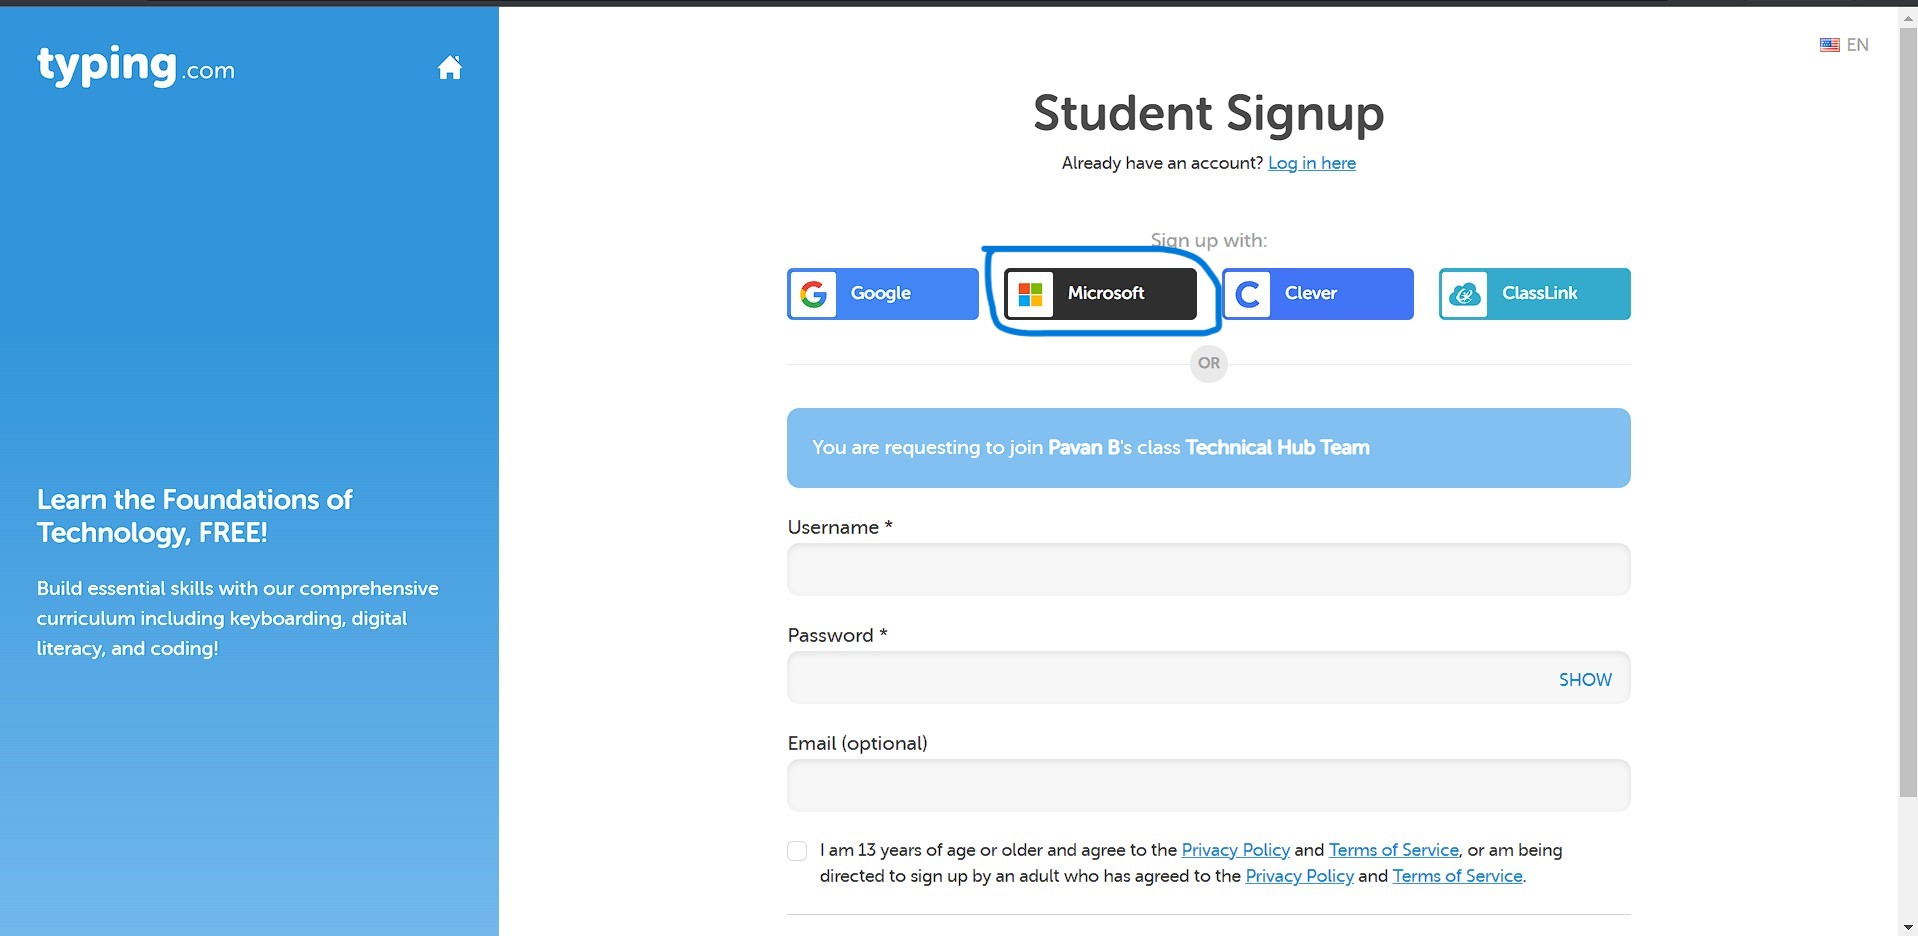 typing.com
EN
Student Signup
Already have an account? Log in here
Sign up with:
Google
Microsoft
Clever
ClassLink
OR
You are requesting to join Pavan B's class Technical Hub Team
Learn the Foundations of
Technology, FREE!
Build essential skills with our comprehensive
curriculum including keyboarding, digital
literacy, and coding!
Username *
Password *
SHOW
Email (optional)
I am 13 years of age or older and agree to the Privacy Policy and Terms of Service, or am being
directed to sign up by an adult who has agreed to the Privacy Policy and Terms of Service.